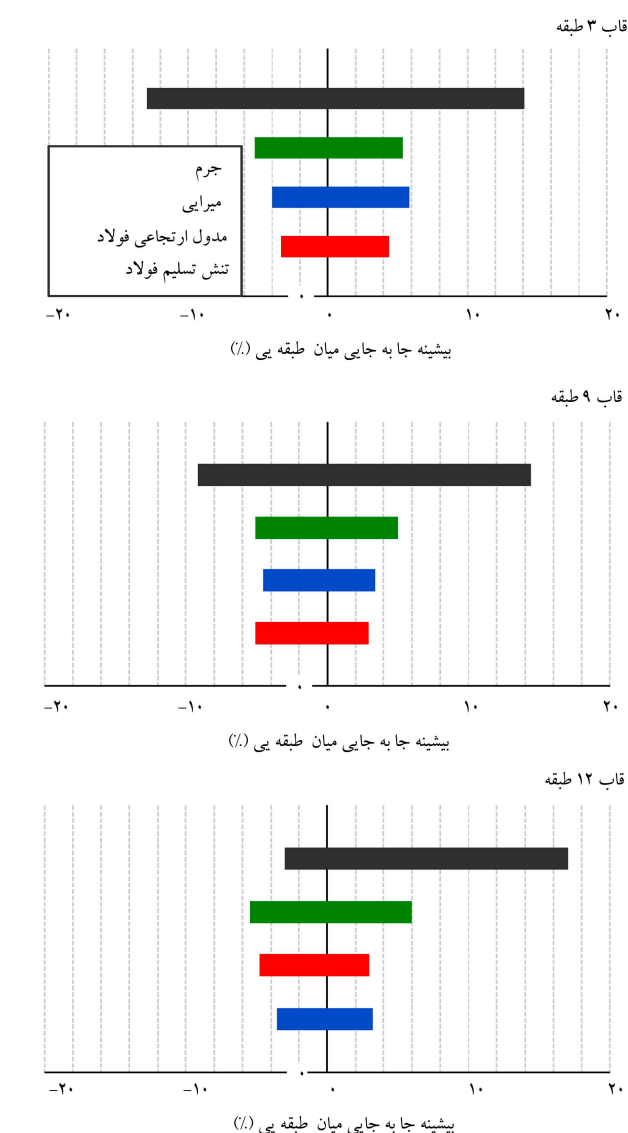 قاب ۳ طبقه
جرم
میرایی
مدول ارتجاعی فولاد
تنش تسلیم فولاد
۰
−۲۰ −۱۰ ۰ ۱۰ ۲۰
بیشینه جا به جایی میان طبقه یی (٪)
قاب ۹ طبقه
۰
−۲۰ −۱۰ ۰ ۱۰ ۲۰
بیشینه جا به جایی میان طبقه یی (٪)
قاب ۱۲ طبقه
۰
−۲۰ −۱۰ ۰ ۱۰ ۲۰
بیشینه جا به جایی میان طبقه یی (٪)